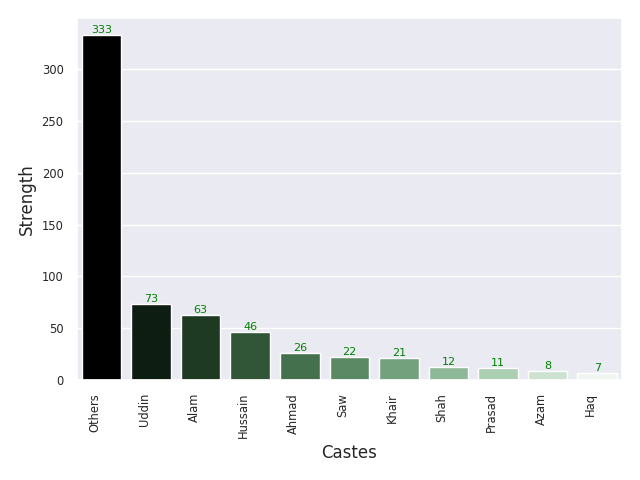 333
300
250
200
150
100
50
0
Strength
73
63
46
26
22
21
12
11
8
7
Others
Uddin
Alam
Hussain
Ahmad
Saw
Khair
Shah
Prasad
Azam
Haq
Castes